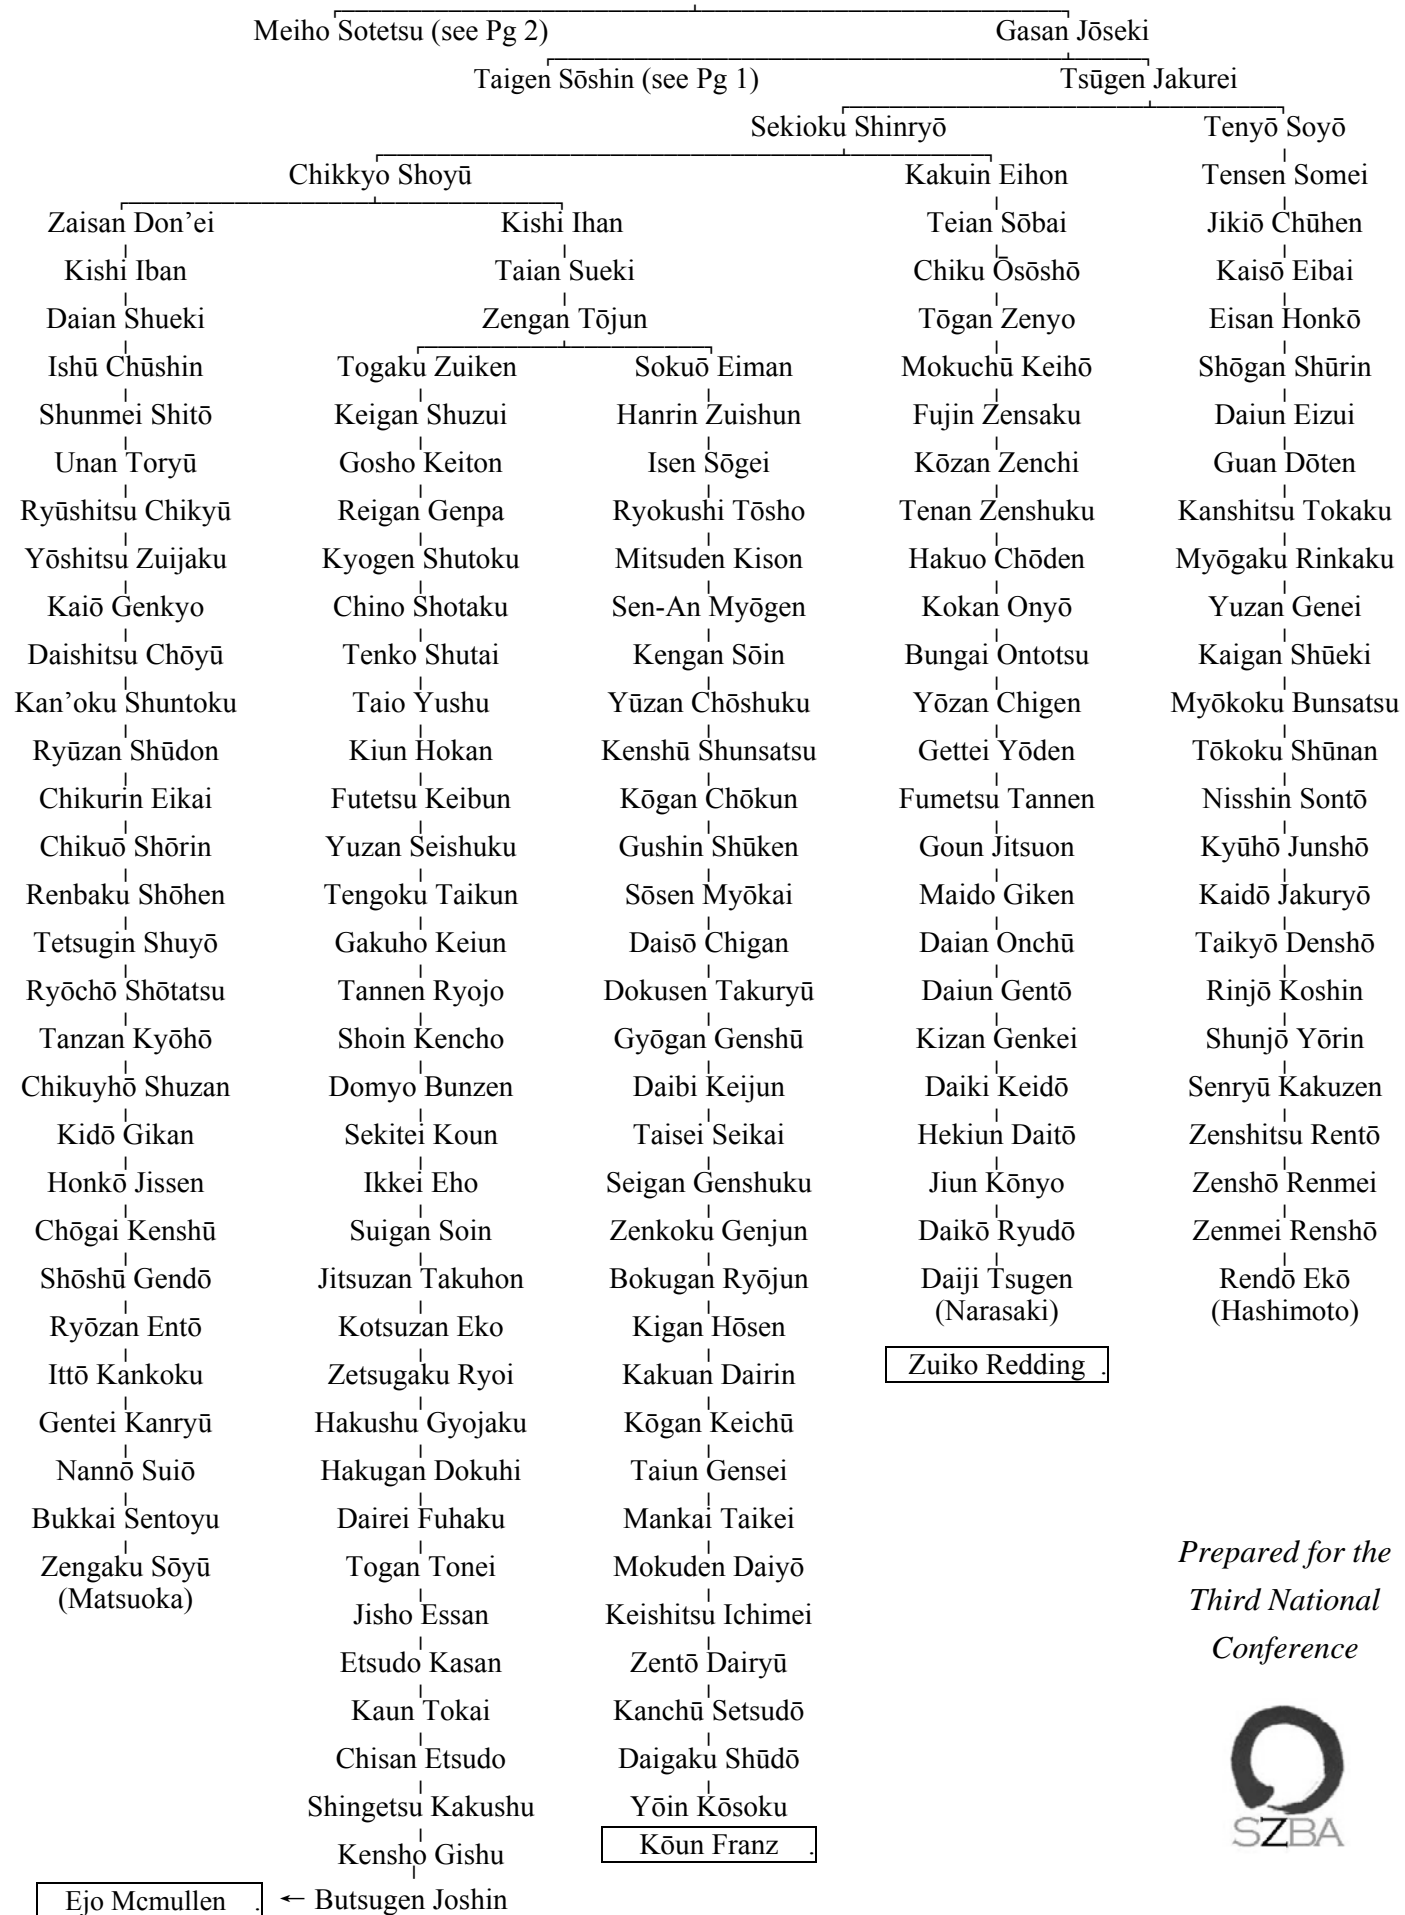 Meiho Sotetsu (see Pg 2) Gasan Jōseki
Taigen Sōshin (see Pg 1) Tsūgen Jakurei
Sekioku Shinryō Tenyō Soyō
Chikkyo Shoyū Kakuin Eihon Tensen Somei
Zaisan Don’ei Kishi Ihan Teian Sōbai Jikiō Chūhen
Kishi Iban Taian Sueki Chiku Ōsōshō Kaisō Eibai
Daian Shueki Zengan Tōjun Tōgan Zenyo Eisan Honkō
Ishū Chūshin Togaku Zuiken Sokuō Eiman Mokuchū Keihō Shōgan Shūrin
Shunmei Shitō Keigan Shuzui Hanrin Zuishun Fujin Zensaku Daiun Eizui
Unan Toryū Gosho Keiton Isen Sōgei Kōzan Zenchi Guan Dōten
Ryūshitsu Chikyū Reigan Genpa Ryokushi Tōsho Tenan Zenshuku Kanshitsu Tokaku
Yōshitsu Zuijaku Kyogen Shutoku Mitsuden Kison Hakuo Chōden Myōgaku Rinkaku
Kaiō Genkyo Chino Shotaku Sen-An Myōgen Kokan Onyō Yuzan Genei
Daishitsu Chōyū Tenko Shutai Kengan Sōin Bungai Ontotsu Kaigan Shūeki
Kan’oku Shuntoku Taio Yushu Yūzan Chōshuku Yōzan Chigen Myōkoku Bunsatsu
Ryūzan Shūdon Kiun Hokan Kenshū Shunsatsu Gettei Yōden Tōkoku Shūnan
Chikurin Eikai Futetsu Keibun Kōgan Chōkun Fumetsu Tannen Nisshin Sontō
Chikuō Shōrin Yuzan Seishuku Gushin Shūken Goun Jitsuon Kyūhō Junshō
Renbaku Shōhen Tengoku Taikun Sōsen Myōkai Maido Giken Kaidō Jakuryō
Tetsugin Shuyō Gakuho Keiun Daisō Chigan Daian Onchū Taikyō Denshō
Ryōchō Shōtatsu Tannen Ryojo Dokusen Takuryū Daiun Gentō Rinjō Koshin
Tanzan Kyōhō Shoin Kencho Gyōgan Genshū Kizan Genkei Shunjō Yōrin
Chikuyhō Shuzan Domyo Bunzen Daibi Keijun Daiki Keidō Senryū Kakuzen
Kidō Gikan Sekitei Koun Taisei Seikai Hekiun Daitō Zenshitsu Rentō
Honkō Jissen Ikkei Eho Seigan Genshuku Jiun Kōnyo Zenshō Renmei
Chōgai Kenshū Suigan Soin Zenkoku Genjun Daikō Ryudō Zenmei Renshō
Shōshū Gendō Jitsuzan Takuhon Bokugan Ryōjun Daiji Tsugen Rendō Ekō
(Narasaki) (Hashimoto)
Ryōzan Entō Kotsuzan Eko Kigan Hōsen
Ittō Kankoku Zetsugaku Ryoi Kakuan Dairin Zuiko Redding .
Gentei Kanryū Hakushu Gyojaku Kōgan Keichū
Nannō Suiō Hakugan Dokuhi Taiun Gensei
Bukkai Sentoyu Dairei Fuhaku Mankai Taikei
Zengaku Sōyū Togan Tonei Mokuden Daiyō Prepared for the
(Matsuoka) Jisho Essan Keishitsu Ichimei Third National
Etsudo Kasan Zentō Dairyū Conference
Kaun Tokai Kanchū Setsudō
Chisan Etsudo Daigaku Shūdō
Shingetsu Kakushu Yōin Kōsoku SZBA
Kensho Gishu Kōun Franz .
Ejo Mcmullen . ← Butsugen Joshin